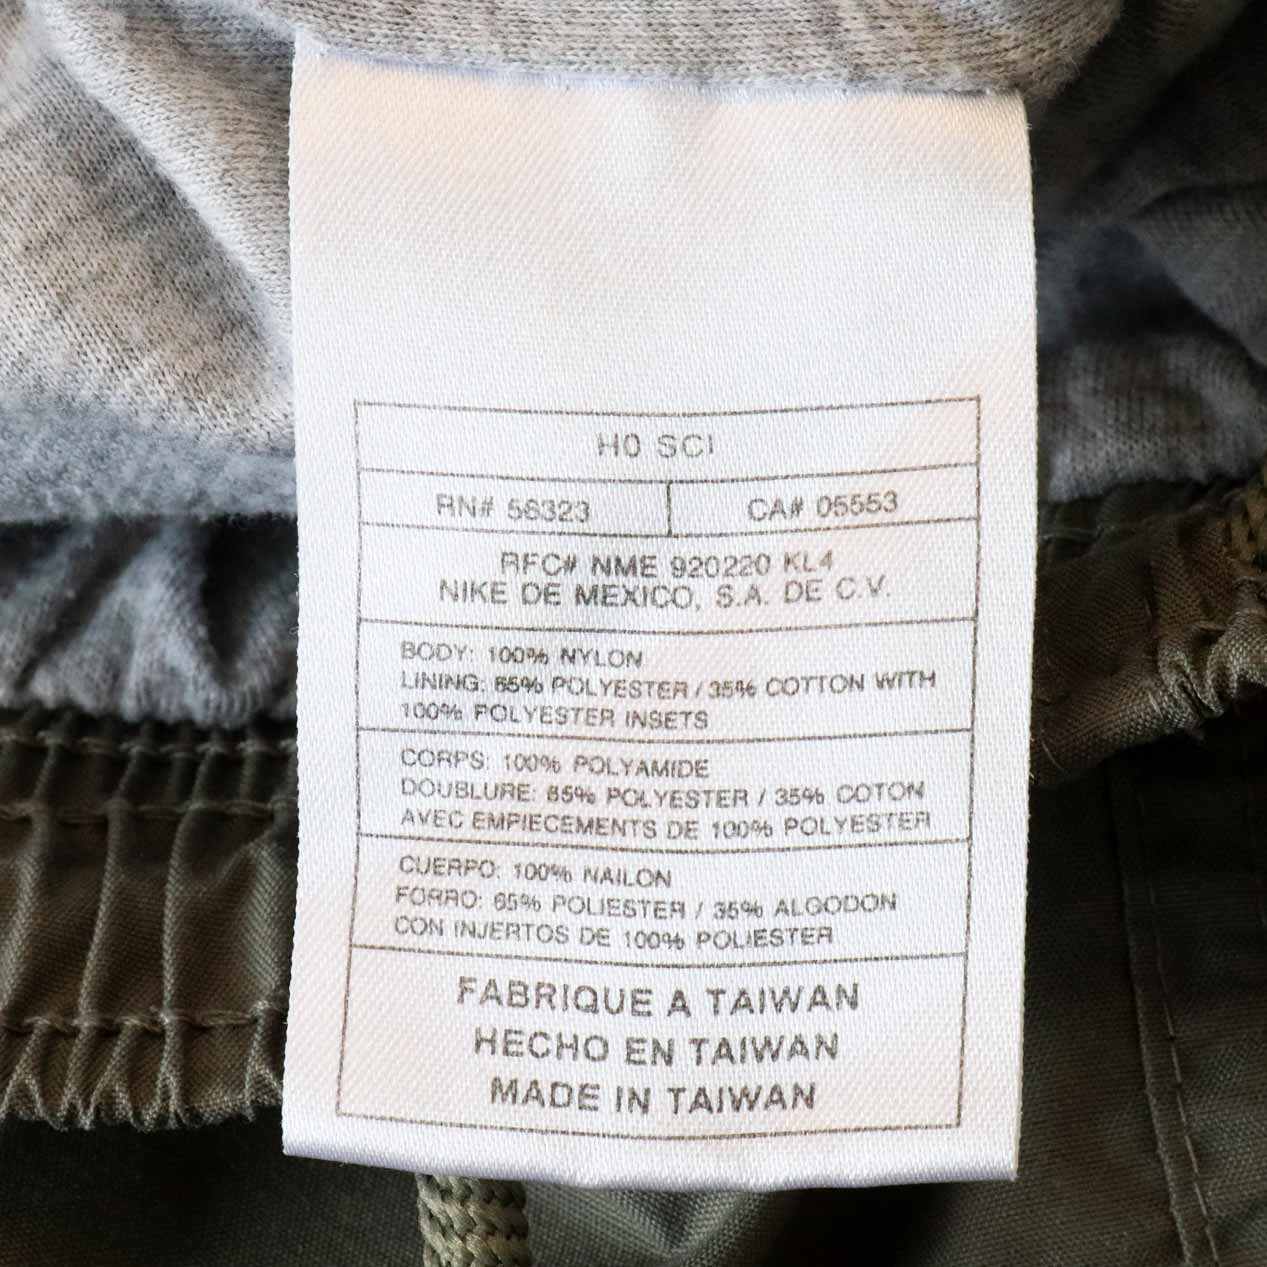 H0 SCI
RN# 56323 CA# 05553
RFC# NME 920220 KL4
NIKE DE MEXICO, S.A. DE C.V.
BODY: 100% NYLON
LINING: 65% POLYESTER / 35% COTTON WITH
100% POLYESTER INSETS
CORPS: 100% POLYAMIDE
DOUBLURE: 65% POLYESTER / 35% COTON
AVEC EMPIECEMENTS DE 100% POLYESTER
CUERPO: 100% NAILON
FORRO: 65% POLIESTER / 35% ALGODON
CON INJERTOS DE 100% POLIESTER
FABRIQUE A TAIWAN
HECHO EN TAIWAN
MADE IN TAIWAN